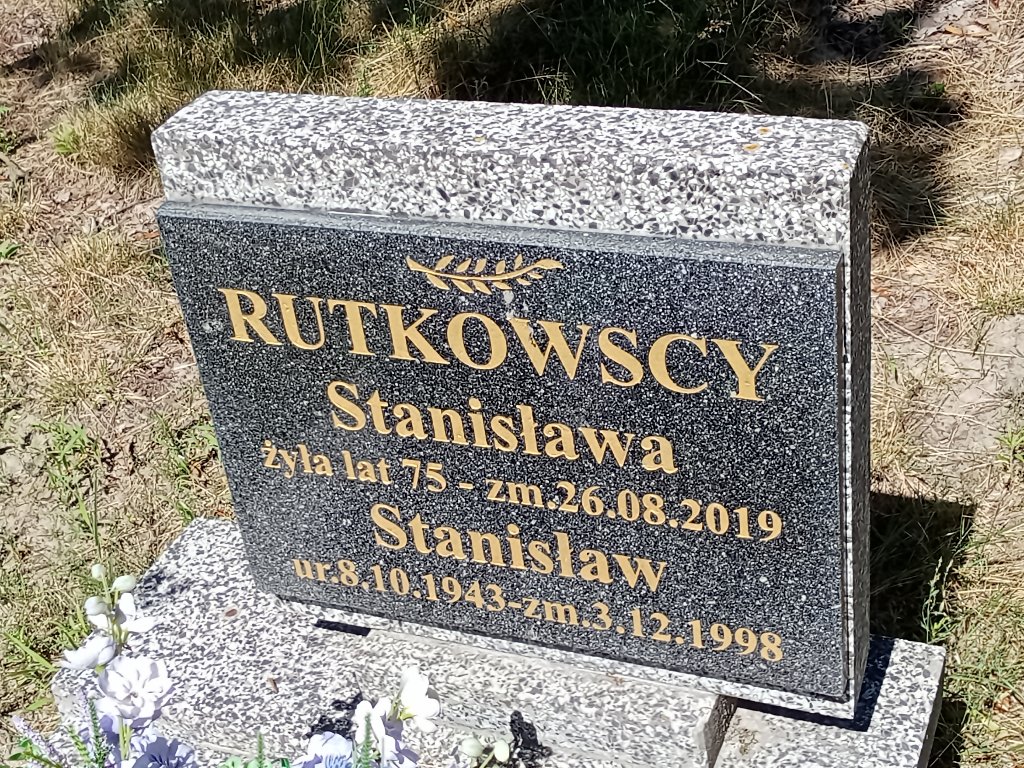 RUTKOWSCY
Stanisława
żyła lat 75 - zm.26.08.2019
Stanisław
ur.8.10.1943-zm.3.12.1998